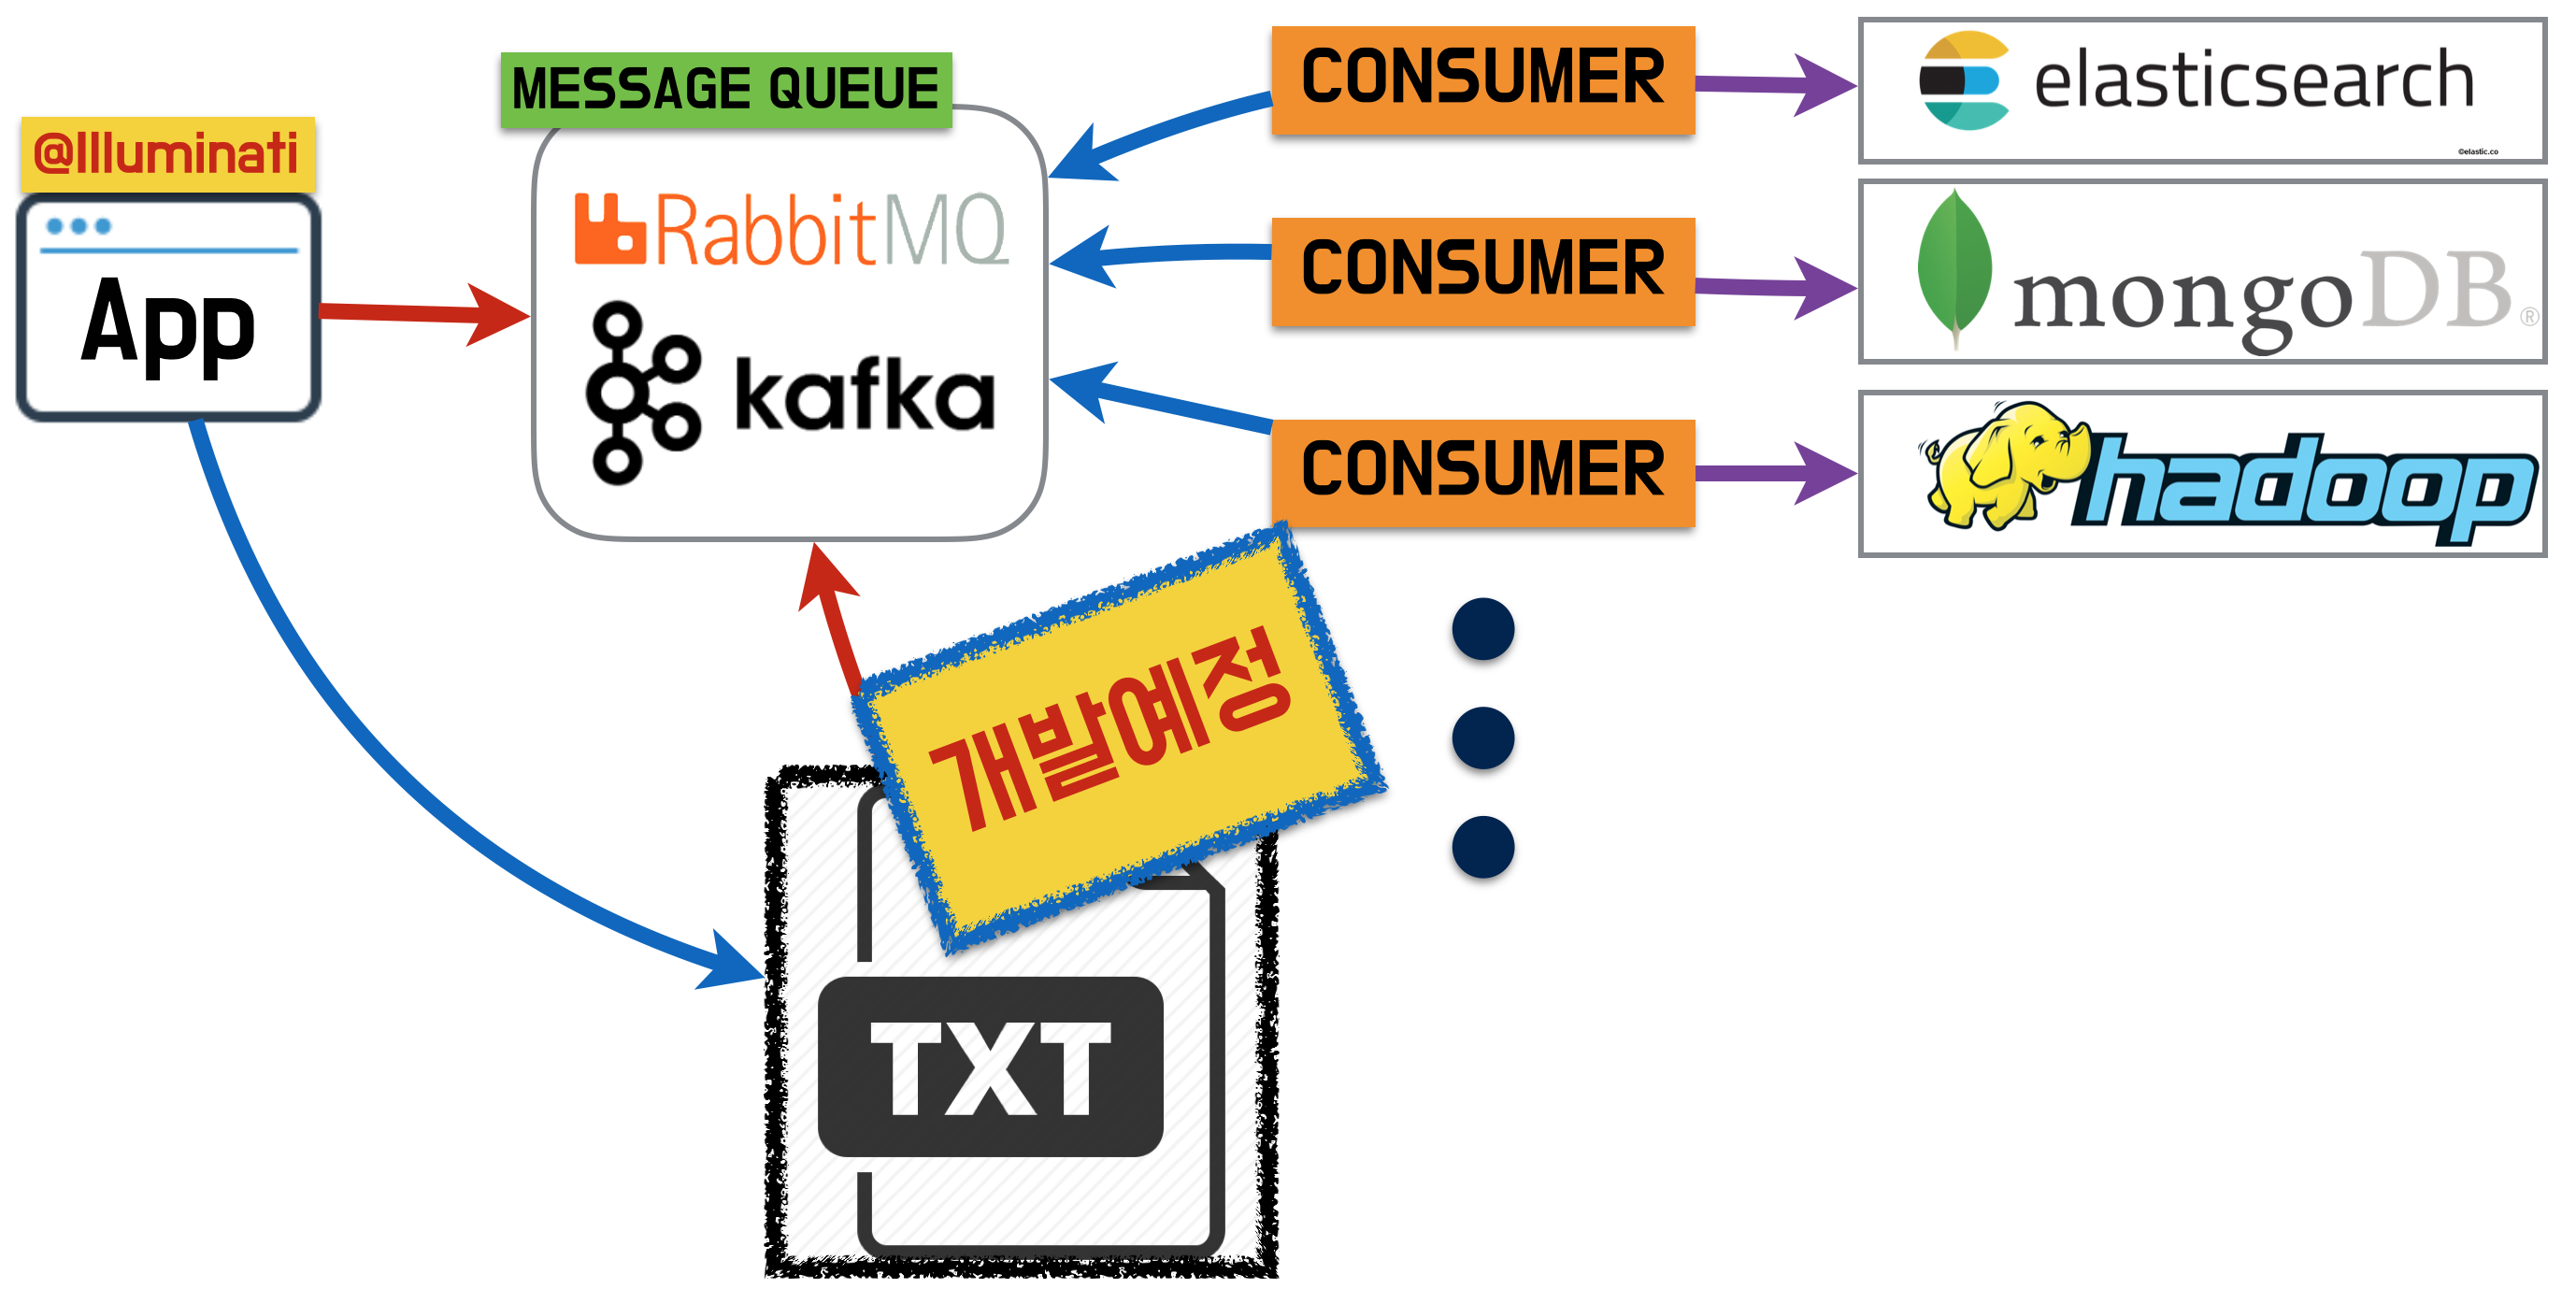 @Illuminati
App
MESSAGE QUEUE
RabbitMQ
kafka
CONSUMER
CONSUMER
CONSUMER
elasticsearch
©elastic.co
mongoDB®
hadoop
개발예정
TXT